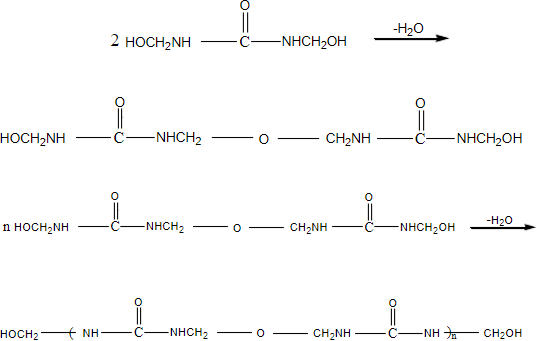 O
2 HOCH2NH C NHCH2OH -H2O
O O
HOCH2NH C NHCH2 O CH2NH C NHCH2OH
O O
n HOCH2NH C NHCH2 O CH2NH C NHCH2OH -H2O
O O
HOCH2 ( NH C NHCH2 O CH2NH C NH )n CH2OH